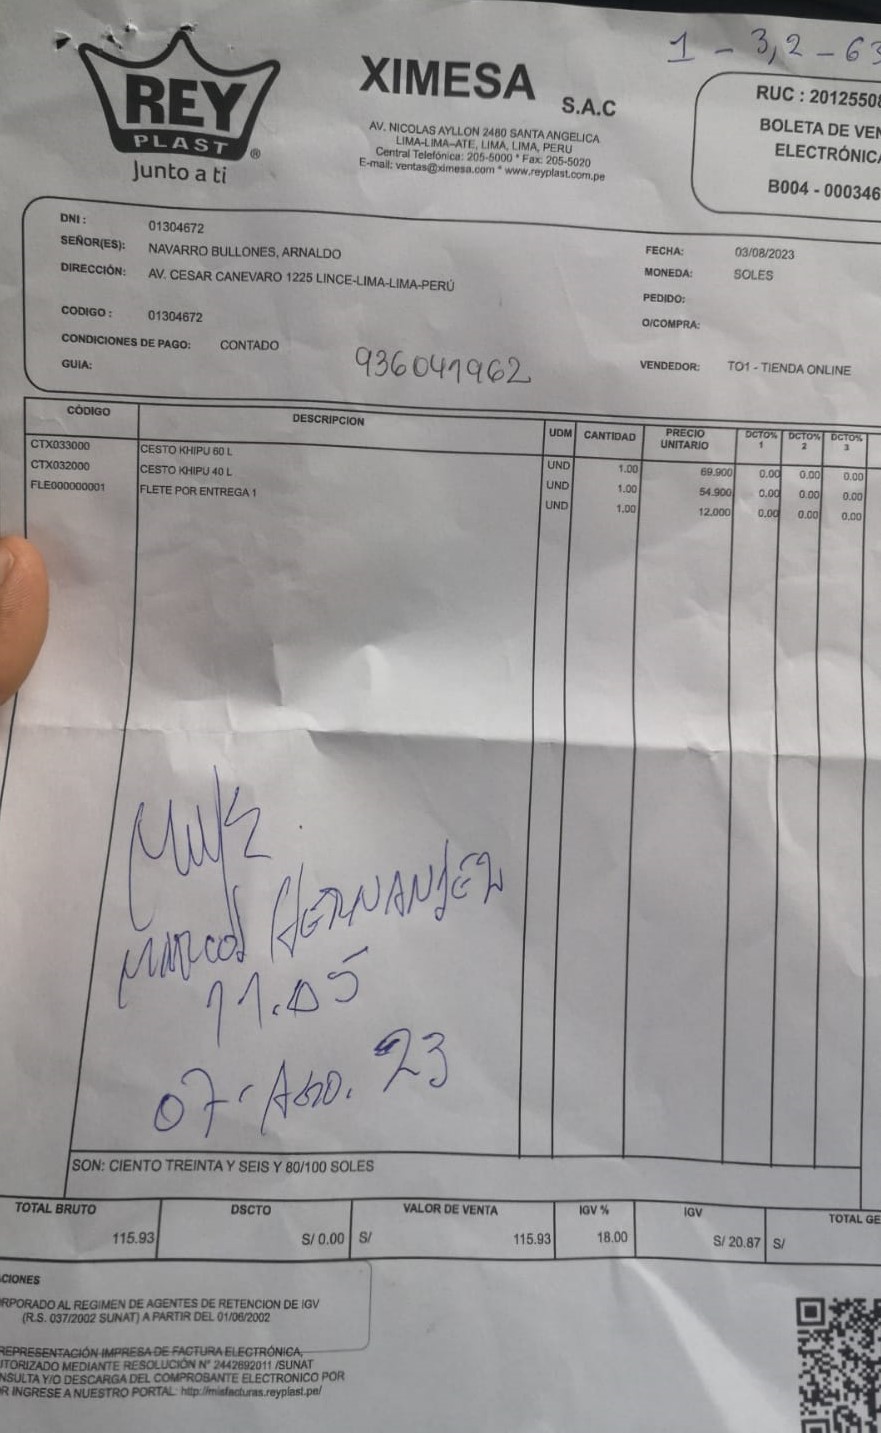 1 - 3,2 - 63
REY
PLAST
®
Junto a ti
XIMESA S.A.C
AV. NICOLAS AYLLON 2480 SANTA ANGELICA
LIMA-LIMA-ATE, LIMA, LIMA, PERU
Central Telefónica: 205-5000 * Fax: 205-5020
E-mail: ventas@ximesa.com * www.reyplast.com.pe
RUC : 20125508
BOLETA DE VEN
ELECTRÓNICA
B004 - 000346
DNI : 01304672
SEÑOR(ES): NAVARRO BULLONES, ARNALDO
DIRECCIÓN: AV. CESAR CANEVARO 1225 LINCE-LIMA-LIMA-PERÚ
CODIGO : 01304672
CONDICIONES DE PAGO: CONTADO
GUIA:
936041962
FECHA: 03/08/2023
MONEDA: SOLES
PEDIDO:
O/COMPRA:
VENDEDOR: TO1 - TIENDA ONLINE
CÓDIGO DESCRIPCION UDM CANTIDAD PRECIO UNITARIO DCTO% 1 DCTO% 2 DCTO% 3
CTX033000 CESTO KHIPU 60 L UND 1.00 69.900 0.00 0.00 0.00
CTX032000 CESTO KHIPU 40 L UND 1.00 54.900 0.00 0.00 0.00
FLE000000001 FLETE POR ENTREGA 1 UND 1.00 12.000 0.00 0.00 0.00
MARCOS HERNANDEZ
11.05
07-AGO. 23
SON: CIENTO TREINTA Y SEIS Y 80/100 SOLES
TOTAL BRUTO DSCTO VALOR DE VENTA IGV % IGV TOTAL GE
115.93 S/ 0.00 S/ 115.93 18.00 S/ 20.87 S/
CIONES
RPORADO AL REGIMEN DE AGENTES DE RETENCION DE IGV
(R.S. 037/2002 SUNAT) A PARTIR DEL 01/06/2002
REPRESENTACIÓN IMPRESA DE FACTURA ELECTRÓNICA,
TORIZADO MEDIANTE RESOLUCIÓN N° 2442692011 /SUNAT
NSULTA Y/O DESCARGA DEL COMPROBANTE ELECTRONICO POR
R INGRESE A NUESTRO PORTAL: http://misfacturas.reyplast.pe/